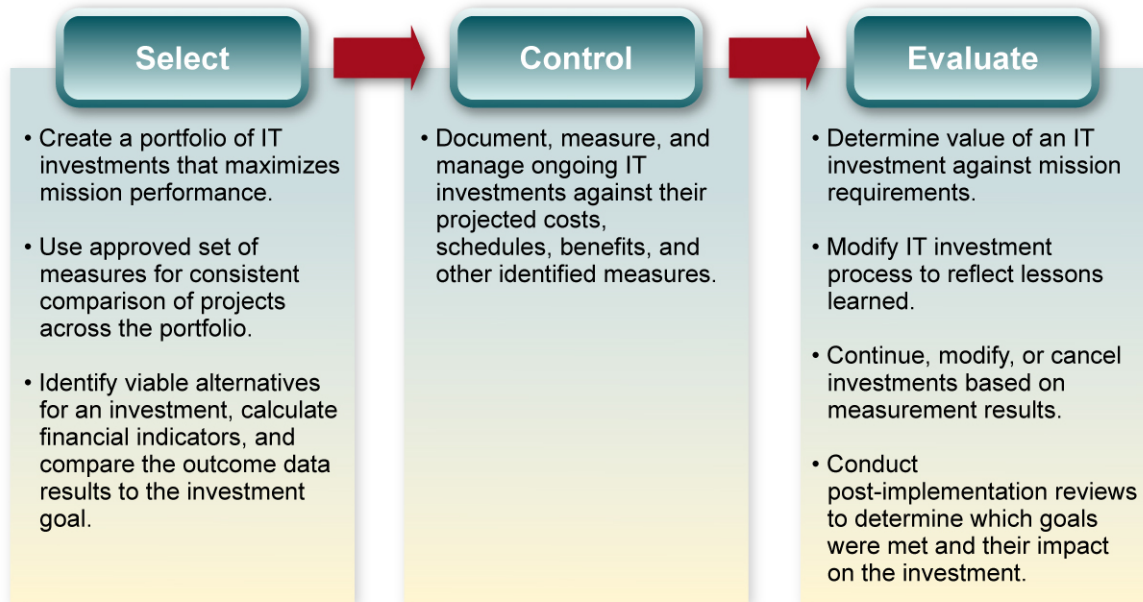 Select
• Create a portfolio of IT
investments that maximizes
mission performance.
• Use approved set of
measures for consistent
comparison of projects
across the portfolio.
• Identify viable alternatives
for an investment, calculate
financial indicators, and
compare the outcome data
results to the investment
goal.
Control
• Document, measure, and
manage ongoing IT
investments against their
projected costs,
schedules, benefits, and
other identified measures.
Evaluate
• Determine value of an IT
investment against mission
requirements.
• Modify IT investment
process to reflect lessons
learned.
• Continue, modify, or cancel
investments based on
measurement results.
• Conduct
post-implementation reviews
to determine which goals
were met and their impact
on the investment.